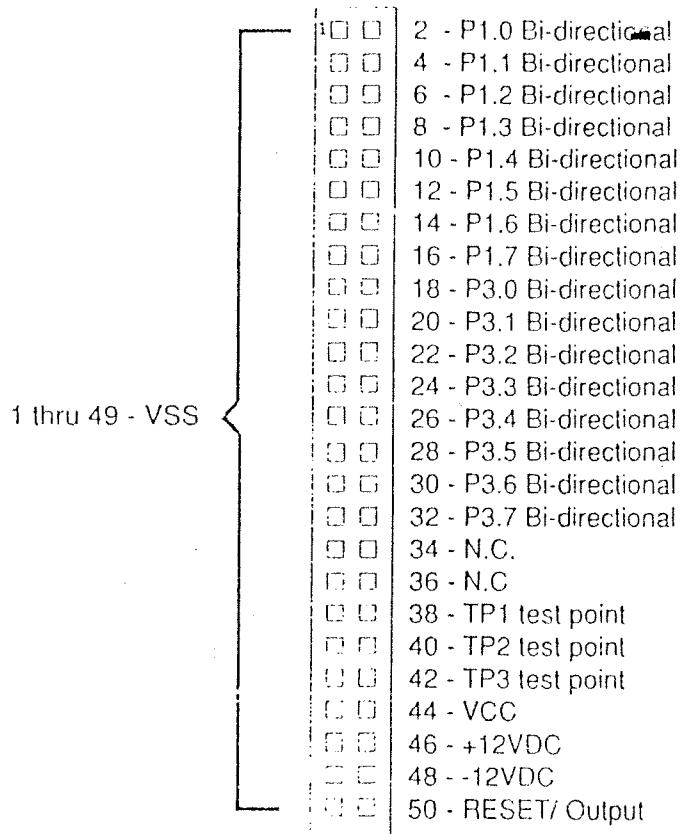 1 2 - P1.0 Bi-directional
4 - P1.1 Bi-directional
6 - P1.2 Bi-directional
8 - P1.3 Bi-directional
10 - P1.4 Bi-directional
12 - P1.5 Bi-directional
14 - P1.6 Bi-directional
16 - P1.7 Bi-directional
18 - P3.0 Bi-directional
20 - P3.1 Bi-directional
22 - P3.2 Bi-directional
24 - P3.3 Bi-directional
1 thru 49 - VSS
26 - P3.4 Bi-directional
28 - P3.5 Bi-directional
30 - P3.6 Bi-directional
32 - P3.7 Bi-directional
34 - N.C.
36 - N.C
38 - TP1 test point
40 - TP2 test point
42 - TP3 test point
44 - VCC
46 - +12VDC
48 - -12VDC
50 - RESET/ Output